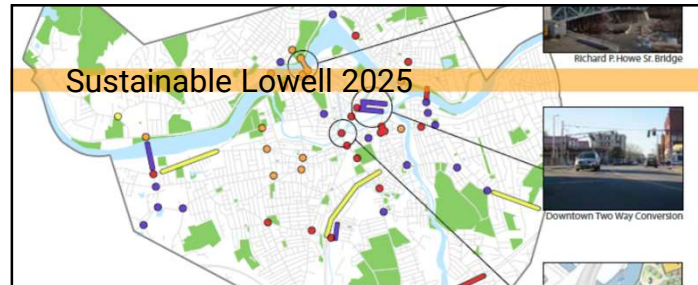 Richard P. Howe Sr. Bridge
Sustainable Lowell 2025
Downtown Two Way Conversion